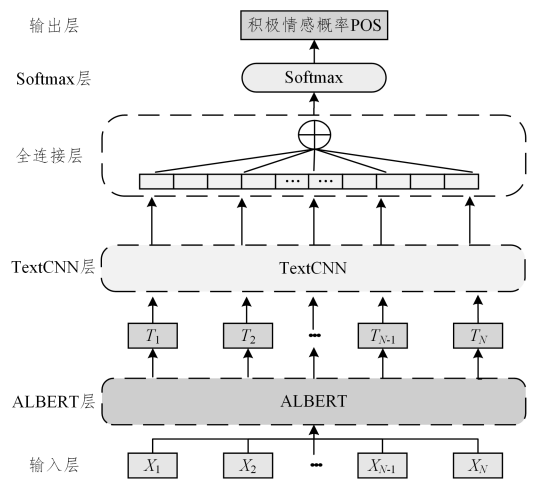 输出层 积极情感概率POS
Softmax层 Softmax
全连接层
... ...
TextCNN层 TextCNN
T1 T2 ... TN-1 TN
ALBERT层 ALBERT
输入层 X1 X2 ... XN-1 XN